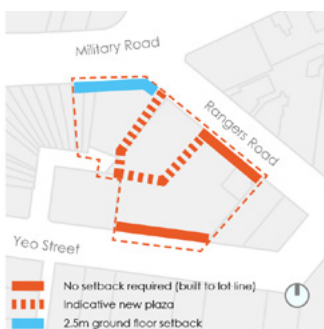 Military Road
Rangers Road
Yeo Street
No setback required (built to lot line)
Indicative new plaza
2.5m ground floor setback